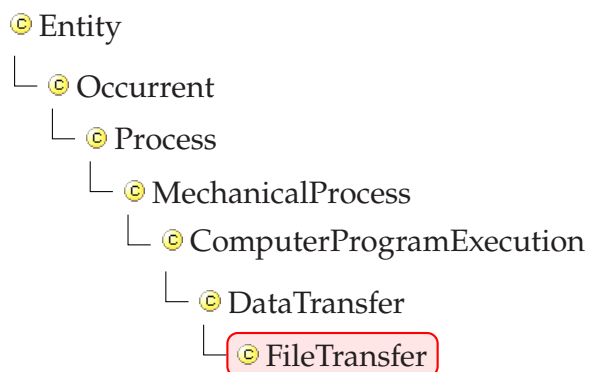 © Entity
© Occurrent
© Process
© MechanicalProcess
© ComputerProgramExecution
© DataTransfer
© FileTransfer